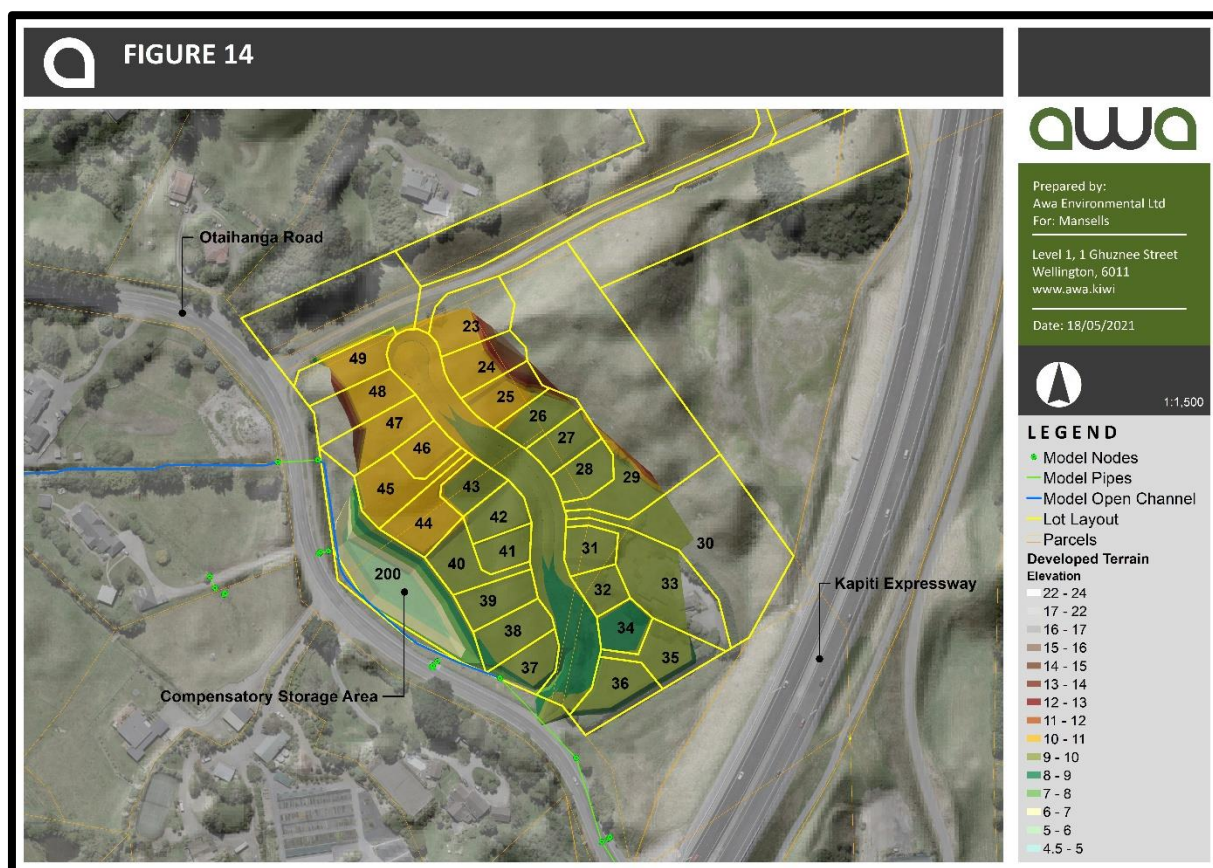 FIGURE 14
Otaihanga Road
23
49
24
48
25
26
47
27
46
28
29
45
43
44
42
30
41
31
40
33
200
32
39
Kapiti Expressway
34
38
35
37
36
Compensatory Storage Area
awa
Prepared by:
Awa Environmental Ltd
For: Mansells
Level 1, 1 Ghuznee Street
Wellington, 6011
www.awa.kiwi
Date: 18/05/2021
1:1,500
LEGEND
Model Nodes
Model Pipes
Model Open Channel
Lot Layout
Parcels
Developed Terrain
Elevation
22 - 24
17 - 22
16 - 17
15 - 16
14 - 15
13 - 14
12 - 13
11 - 12
10 - 11
9 - 10
8 - 9
7 - 8
6 - 7
5 - 6
4.5 - 5